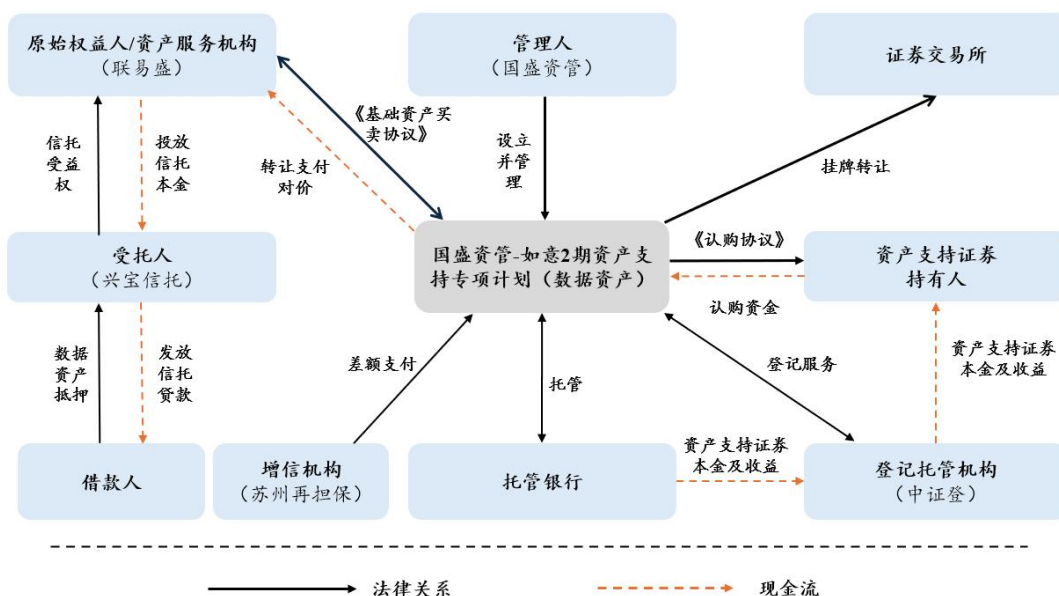 原始权益人/资产服务机构
（联易盛）
管理人
（国盛资管）
证券交易所
《基础资产买
卖协议》
信托
受益
权
投放
信托
本金
转让支付
对价
设立
并管
理
挂牌转让
受托人
（兴宝信托）
国盛资管-如意2期资产支
持专项计划（数据资产）
《认购协议》
资产支持证券
持有人
认购资金
数据
资产
抵押
发放
信托
贷款
差额支付
托管
登记服务
资产支持证券
本金及收益
借款人
增信机构
（苏州再担保）
托管银行
资产支持证券
本金及收益
登记托管机构
（中证登）
法律关系
现金流